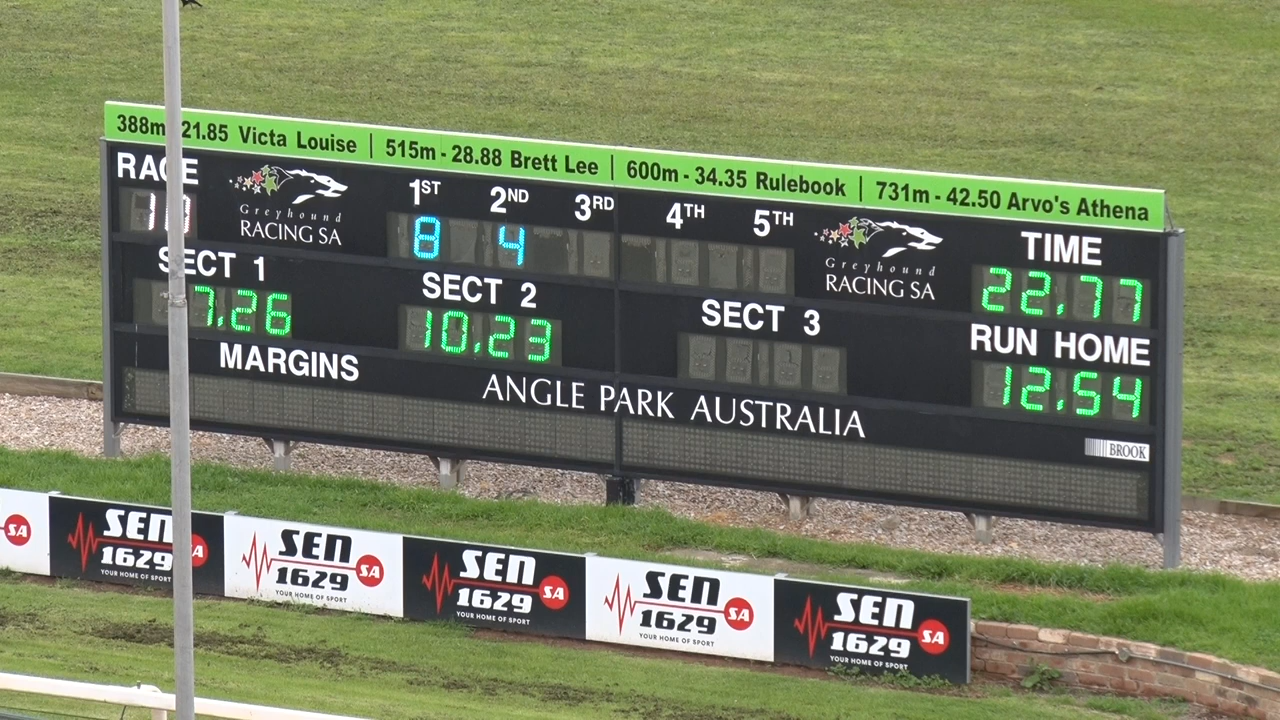 388m 21.85 Victa Louise | 515m - 28.88 Brett Lee | 600m - 34.35 Rulebook | 731m - 42.50 Arvo's Athena
RACE
10
Greyhound
RACING SA
1ST 2ND 3RD 4TH 5TH
8 4
Greyhound
RACING SA
TIME
22.77
SECT 1
7.26
SECT 2
10.23
SECT 3
RUN HOME
12.54
MARGINS
ANGLE PARK AUSTRALIA
BROOK
SA
SEN
1629 SA
YOUR HOME OF SPORT
SEN
1629 SA
YOUR HOME OF SPORT
SEN
1629 SA
YOUR HOME OF SPORT
SEN
1629 SA
YOUR HOME OF SPORT
SEN
1629 SA
YOUR HOME OF SPORT